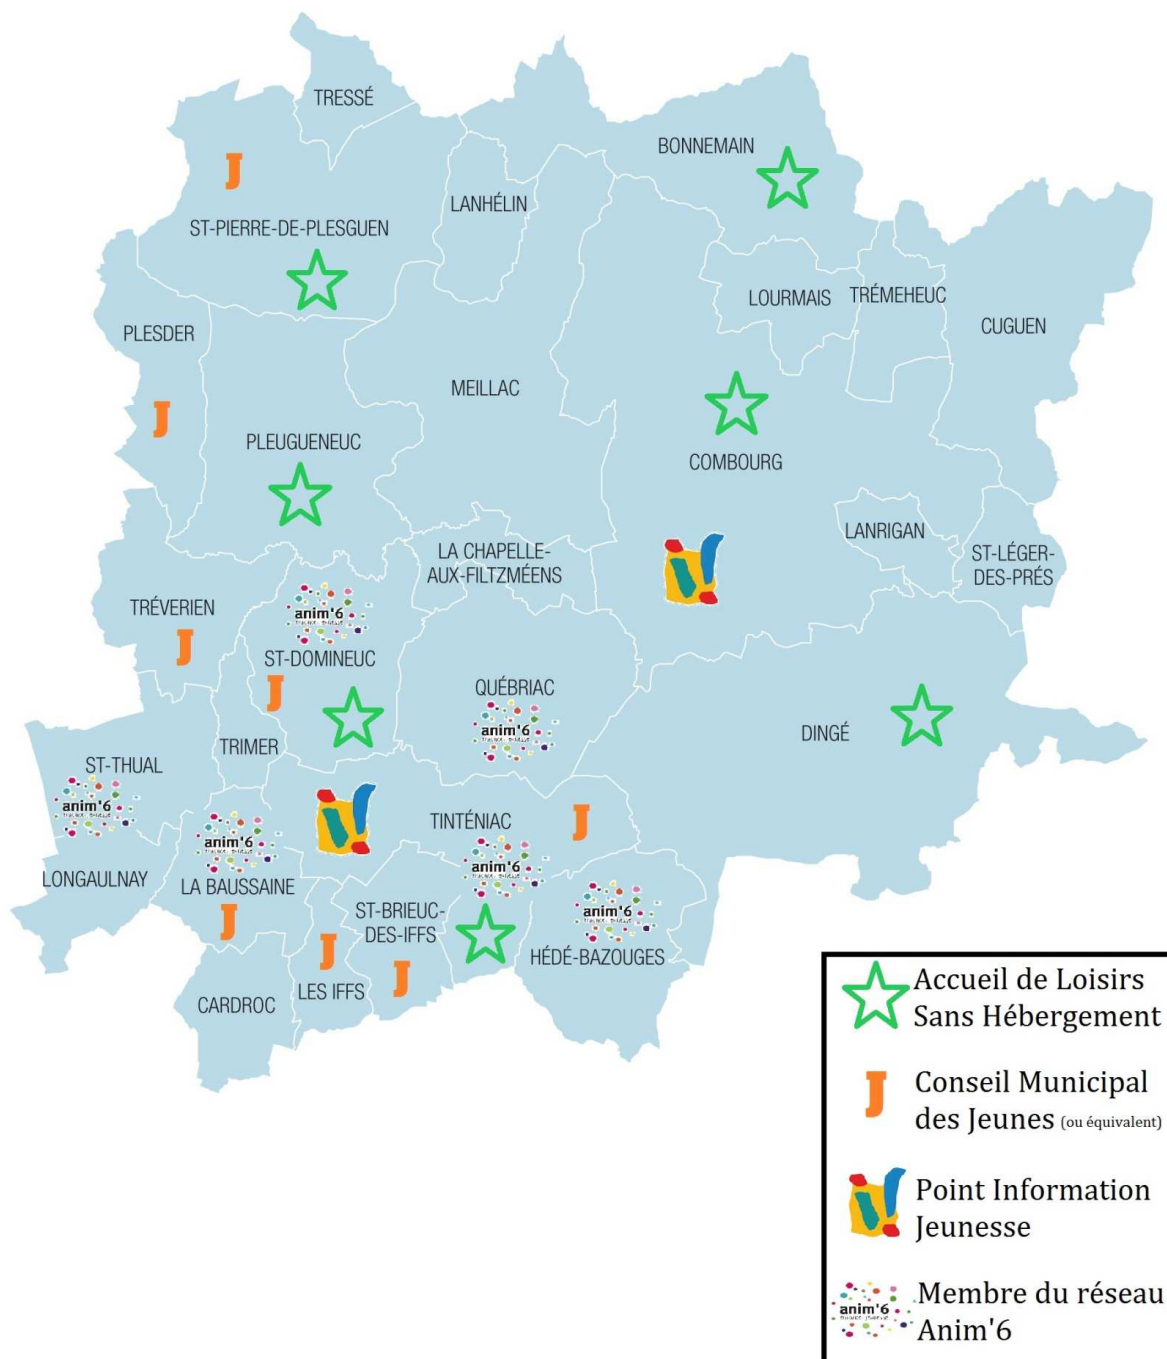 TRESSÉ
BONNEMAIN
J
LANHÉLIN
ST-PIERRE-DE-PLESGUEN
LOURMAIS
TRÉMEHEUC
PLESDER
CUGUEN
MEILLAC
J
PLEUGUENEUC
COMBOURG
LANRIGAN
LA CHAPELLE-
AUX-FILTZMÉENS
ST-LÉGER-
DES-PRÉS
TRÉVERIEN
anim'6
J
ST-DOMINEUC
J
QUÉBRIAC
anim'6
DINGÉ
TRIMER
ST-THUAL
anim'6
TINTÉNIAC
J
anim'6
anim'6
LONGAULNAY
LA BAUSSAINE
J
ST-BRIEUC-
DES-IFFS
anim'6
HÉDÉ-BAZOUGES
J
J
LES IFFS
CARDROC
Accueil de Loisirs
Sans Hébergement
J
Conseil Municipal
des Jeunes (ou équivalent)
Point Information
Jeunesse
anim'6
Membre du réseau
Anim'6